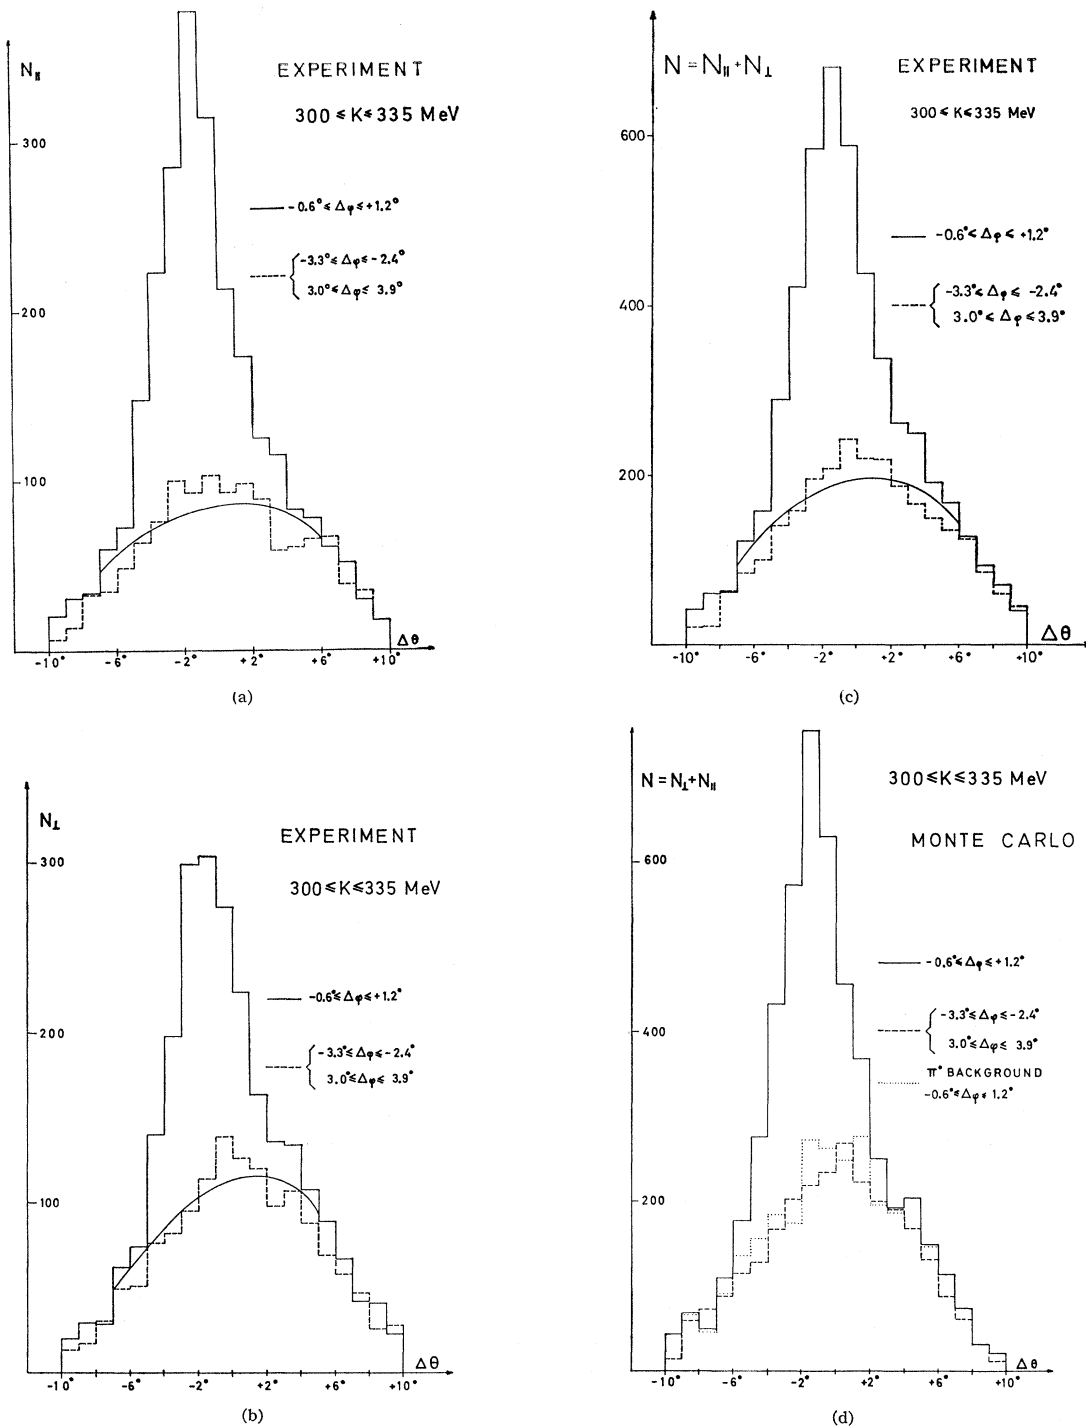 N∥
EXPERIMENT
300 ≤ K ≤ 335 MeV
300
-0.6° ≤ Δφ ≤ +1.2°
-3.3° ≤ Δφ ≤ -2.4°
3.0° ≤ Δφ ≤ 3.9°
200
100
Δθ
-10° -6° -2° +2° +6° +10°
(a)
N = N∥ + N⊥
EXPERIMENT
300 ≤ K ≤ 335 MeV
600
-0.6° ≤ Δφ ≤ +1.2°
400
-3.3° ≤ Δφ ≤ -2.4°
3.0° ≤ Δφ ≤ 3.9°
200
Δθ
-10° -6° -2° +2° +6° +10°
(c)
N⊥
EXPERIMENT
300
300 ≤ K ≤ 335 MeV
-0.6° ≤ Δφ ≤ +1.2°
200
-3.3° ≤ Δφ ≤ -2.4°
3.0° ≤ Δφ ≤ 3.9°
100
Δθ
-10° -6° -2° +2° +6° +10°
(b)
N = N⊥ + N∥
300 ≤ K ≤ 335 MeV
MONTE CARLO
600
-0.6° ≤ Δφ ≤ +1.2°
400
-3.3° ≤ Δφ ≤ -2.4°
3.0° ≤ Δφ ≤ 3.9°
π° BACKGROUND
-0.6° ≤ Δφ ≤ 1.2°
200
Δθ
-10° -6° -2° +2° +6° +10°
(d)